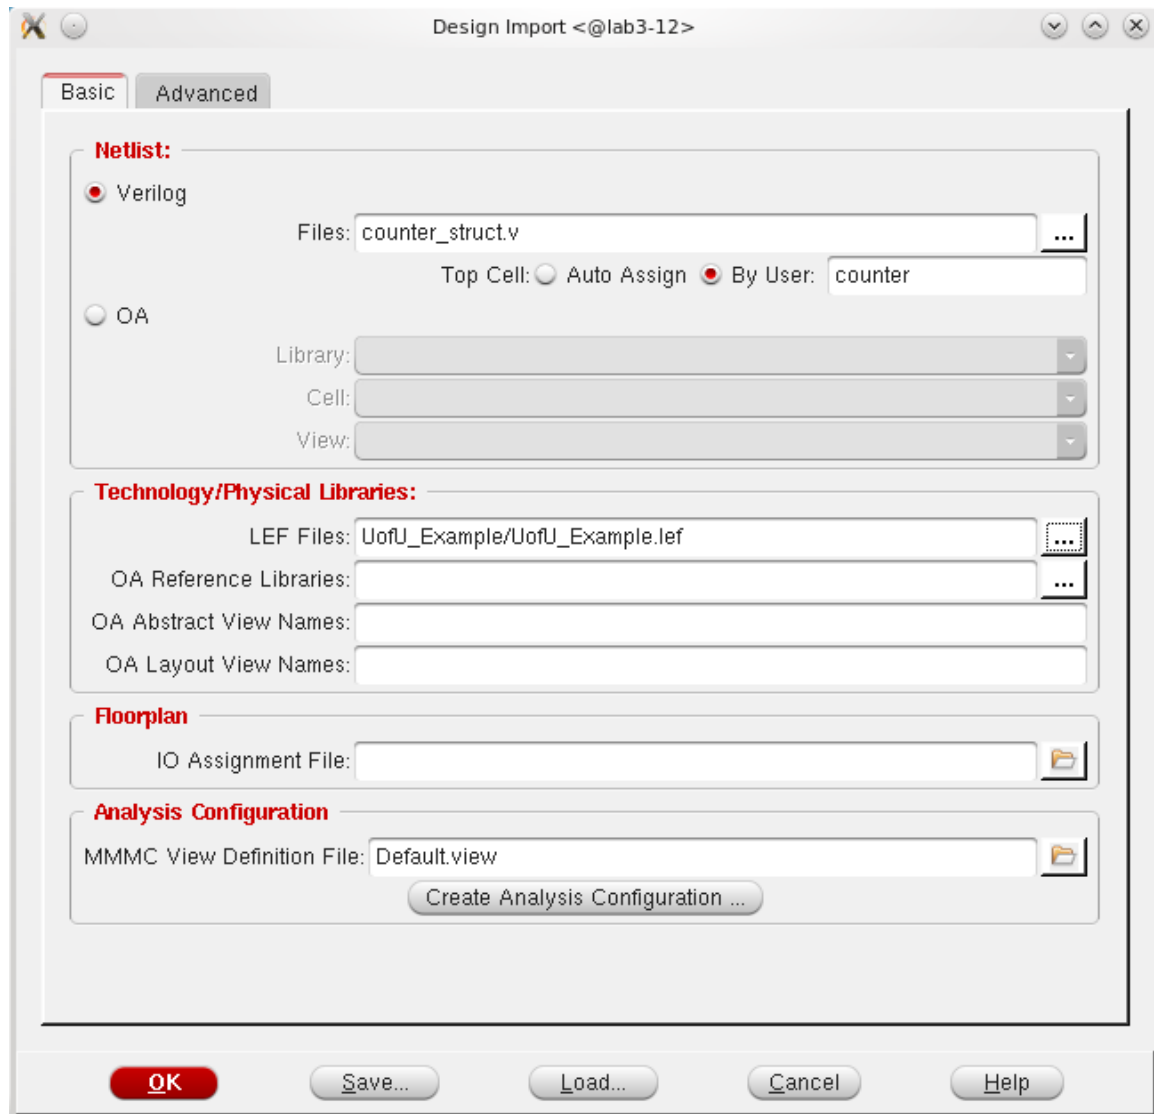 Design Import <@lab3-12>
Basic Advanced
Netlist:
Verilog
Files: counter_struct.v ...
Top Cell: Auto Assign By User: counter
OA
Library:
Cell:
View:
Technology/Physical Libraries:
LEF Files: UofU_Example/UofU_Example.lef ...
OA Reference Libraries: ...
OA Abstract View Names:
OA Layout View Names:
Floorplan
IO Assignment File:
Analysis Configuration
MMMC View Definition File: Default.view
Create Analysis Configuration ...
OK Save... Load... Cancel Help